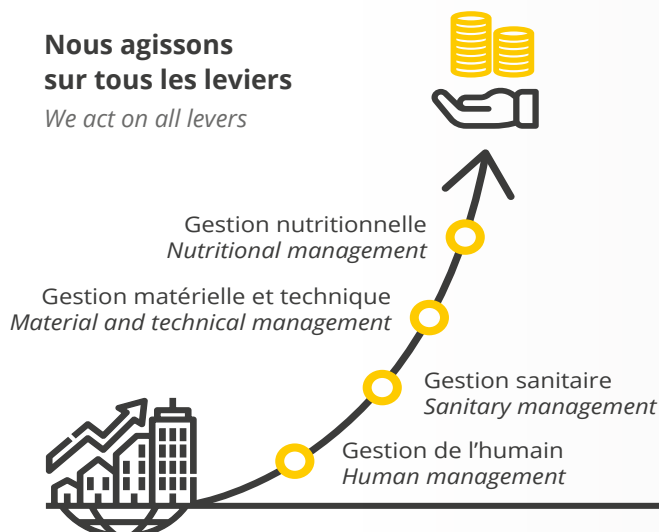 Nous agissons
sur tous les leviers
We act on all levers
Gestion nutritionnelle
Nutritional management
Gestion matérielle et technique
Material and technical management
Gestion sanitaire
Sanitary management
Gestion de l’humain
Human management